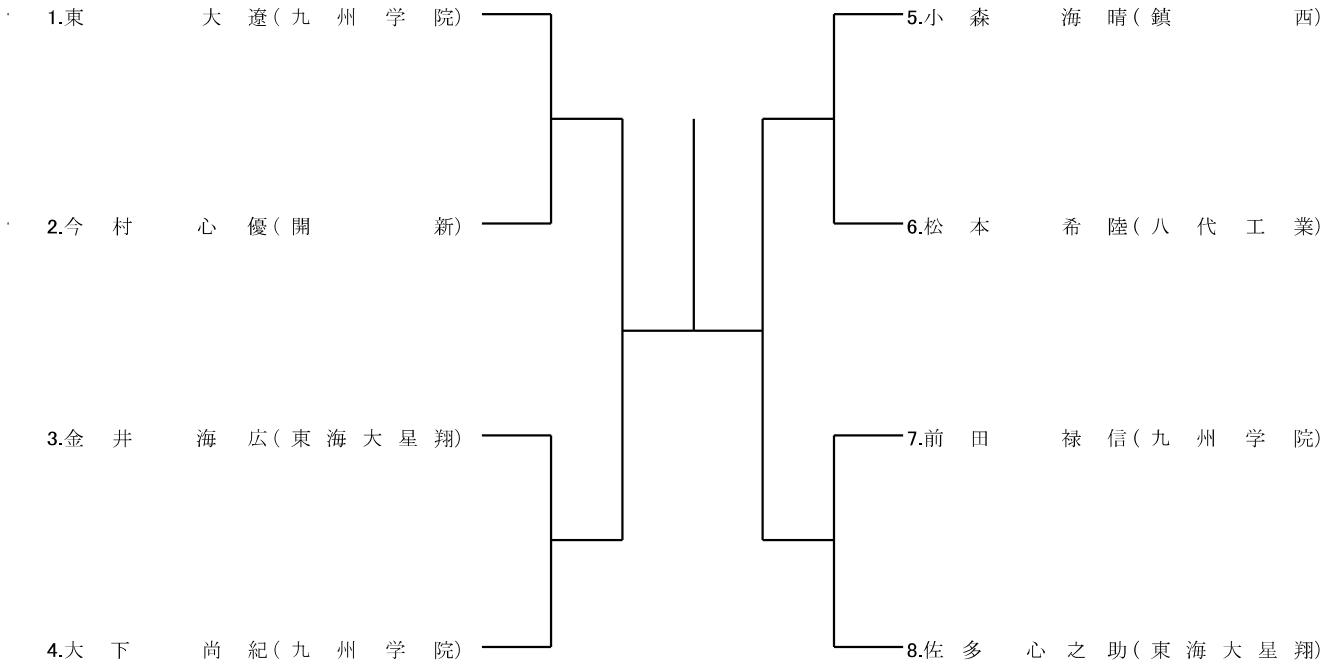 1.東　大遼(九州学院)
2.今村　心優(開新)
3.金井　海広(東海大星翔)
4.大下　尚紀(九州学院)
5.小森　海晴(鎮西)
6.松本　希陸(八代工業)
7.前田　禄信(九州学院)
8.佐多　心之助(東海大星翔)